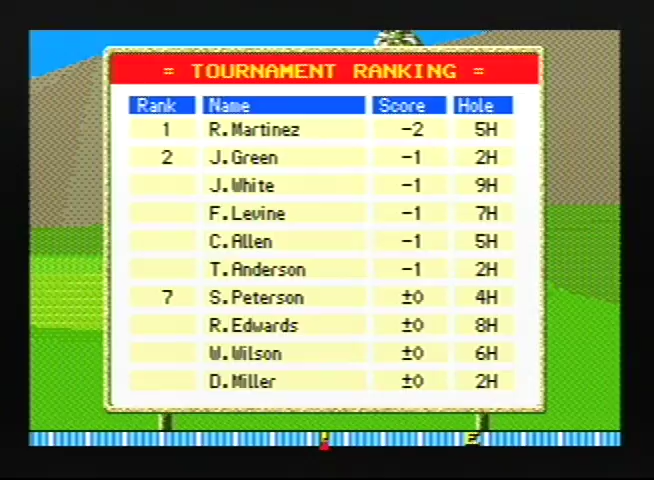 = TOURNAMENT RANKING =
Rank Name Score Hole
1 R.Martinez -2 5H
2 J.Green -1 2H
J.White -1 9H
F.Levine -1 7H
C.Allen -1 5H
T.Anderson -1 2H
7 S.Peterson ±0 4H
R.Edwards ±0 8H
W.Wilson ±0 6H
D.Miller ±0 2H